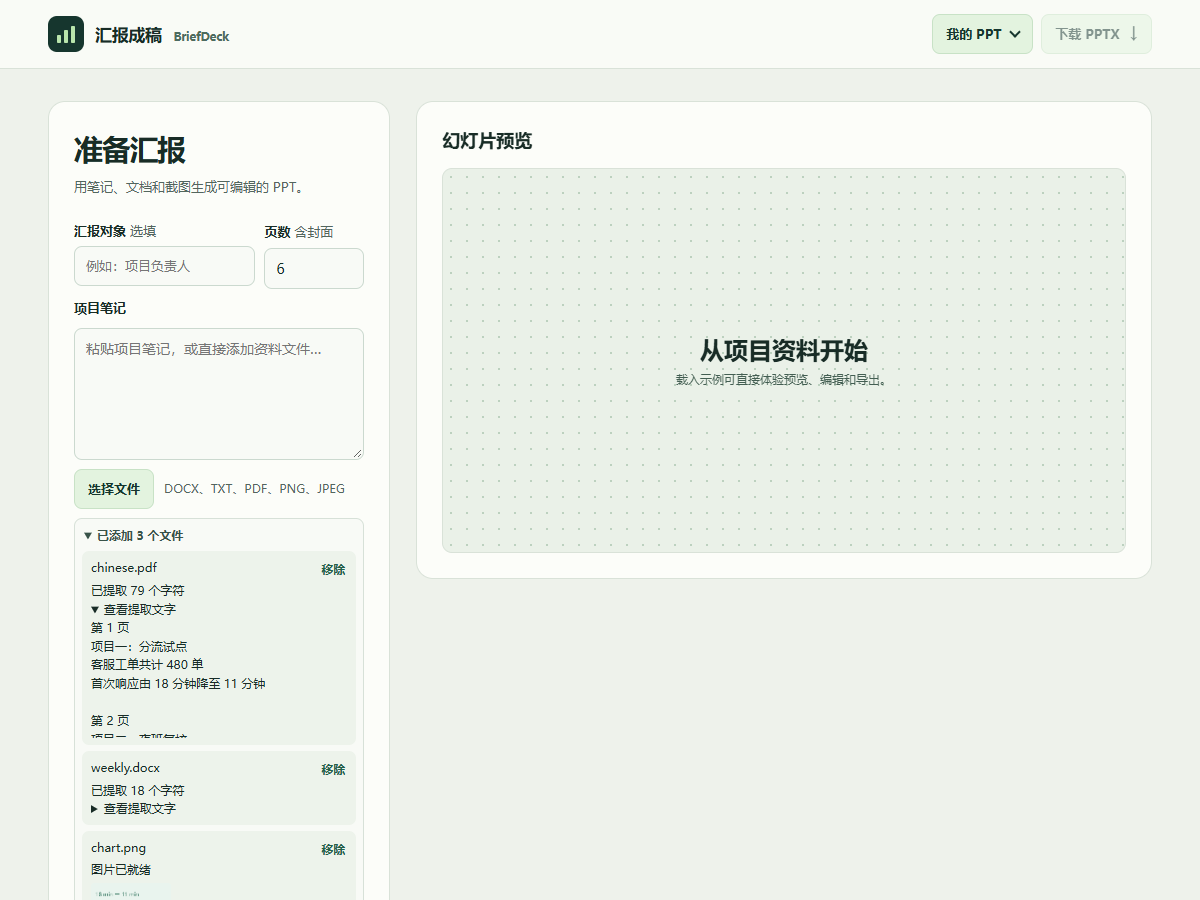 汇报成稿 BriefDeck
我的 PPT
下载 PPTX ↓
准备汇报
用笔记、文档和截图生成可编辑的 PPT。
汇报对象 选填
页数 含封面
例如：项目负责人
6
项目笔记
粘贴项目笔记，或直接添加资料文件...
选择文件
DOCX、TXT、PDF、PNG、JPEG
▼ 已添加 3 个文件
chinese.pdf
移除
已提取 79 个字符
▼ 查看提取文字
第 1 页
项目一：分流试点
客服工单共计 480 单
首次响应由 18 分钟降至 11 分钟
第 2 页
weekly.docx
移除
已提取 18 个字符
▶ 查看提取文字
chart.png
移除
图片已就绪
幻灯片预览
从项目资料开始
载入示例可直接体验预览、编辑和导出。